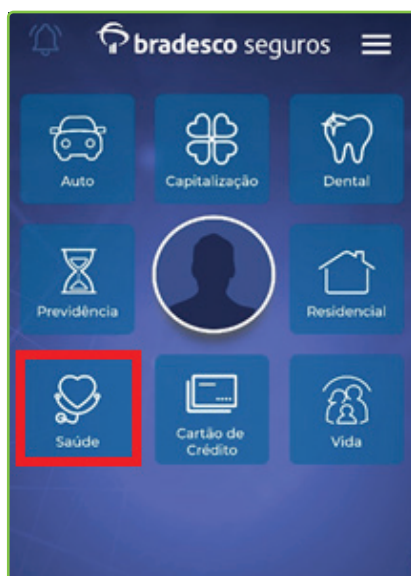 bradesco seguros
Auto
Capitalização
Dental
Previdência
Residencial
Saúde
Cartão de
Crédito
Vida